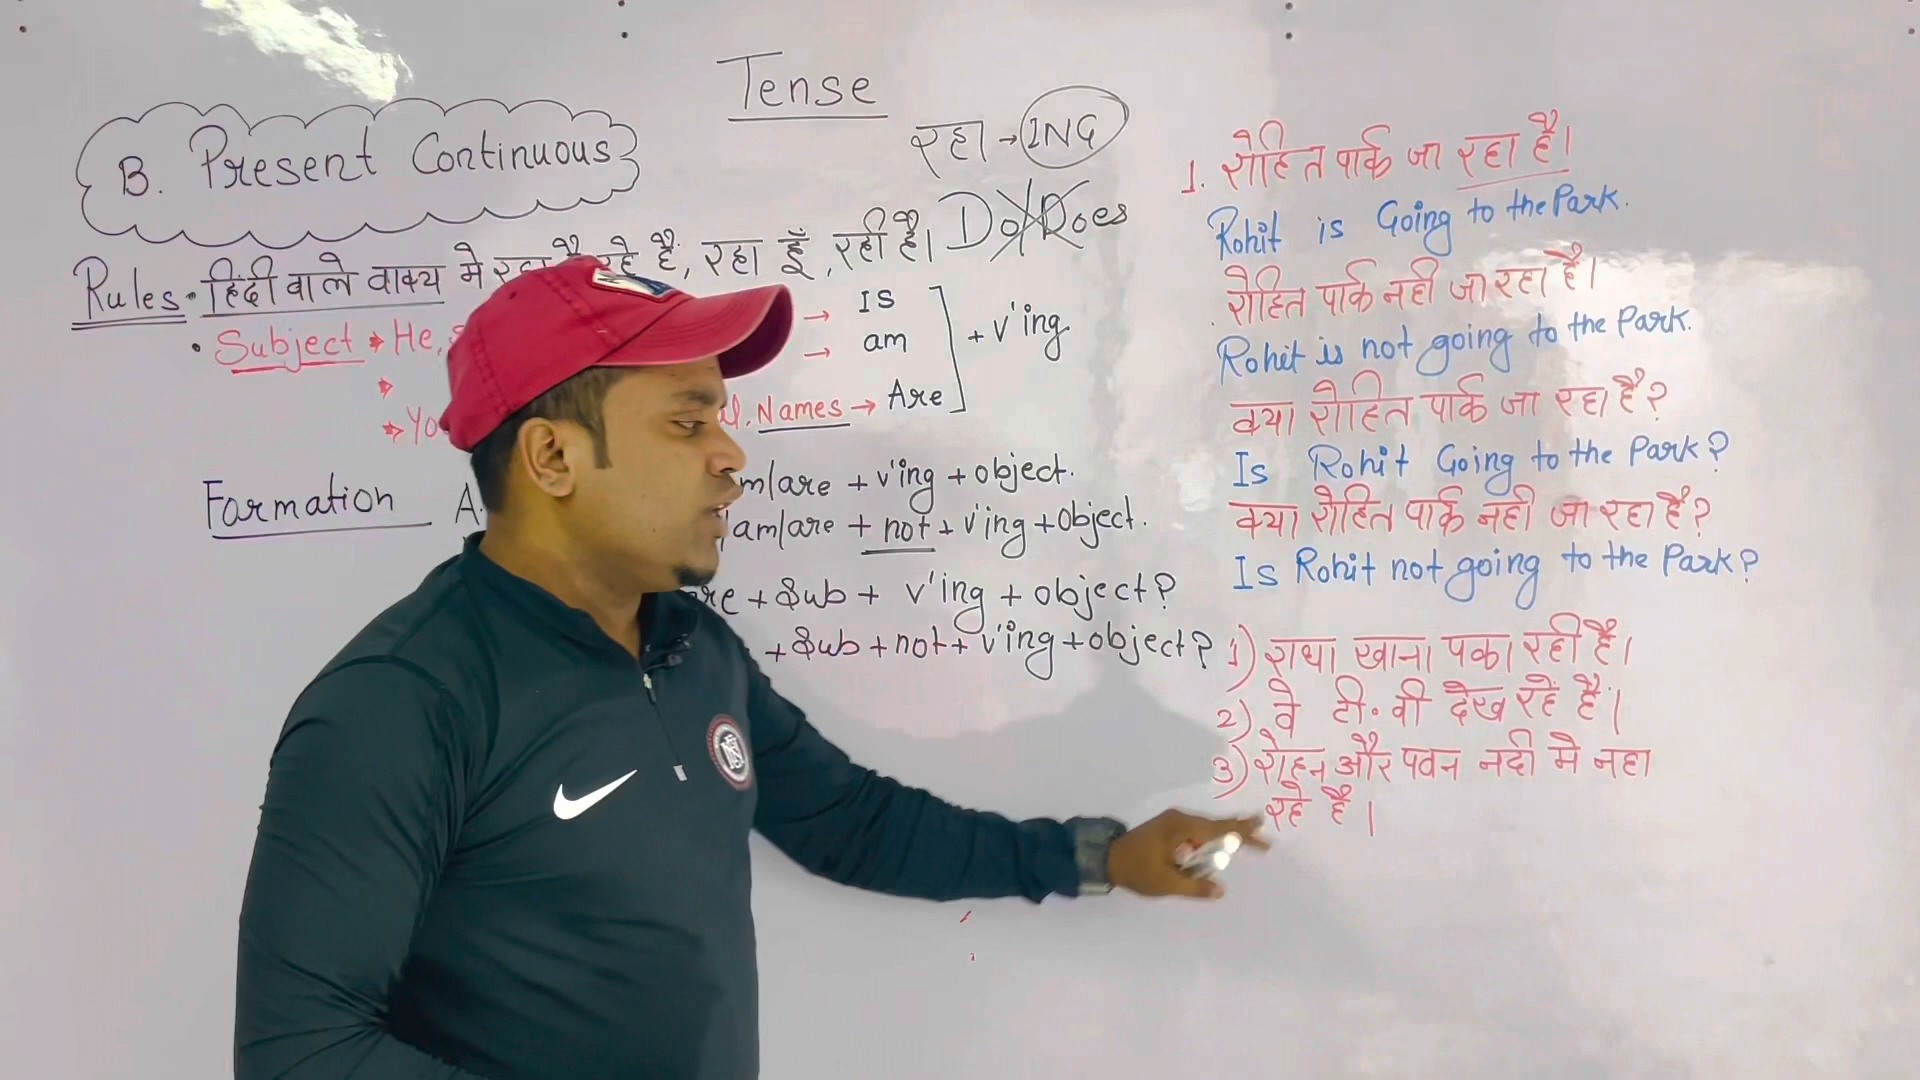 Tense
B. Present Continuous
रहा → ING
Do/Does
Rules • हिंदी वाले वाक्य मे रहा है रहे हैं, रहा हूँ, रही है।
• Subject → He, → IS
→ am + v'ing
→ Yo Names → Are
Farmation A. am/are + v'ing + object.
/am/are + not + v'ing + object.
are + Sub + v'ing + object?
+ Sub + not + v'ing + object?
1. रोहित पार्क जा रहा है।
Rohit is Going to the Park.
रोहित पार्क नही जा रहा है।
Rohit is not going to the Park.
क्या रोहित पार्क जा रहा है?
Is Rohit Going to the Park?
क्या रोहित पार्क नही जा रहा है?
Is Rohit not going to the Park?
1) राधा खाना पका रही है।
2) वे टी. वी देख रहें हैं।
3) रोहन और पवन नदी मे नहा
रहे है।